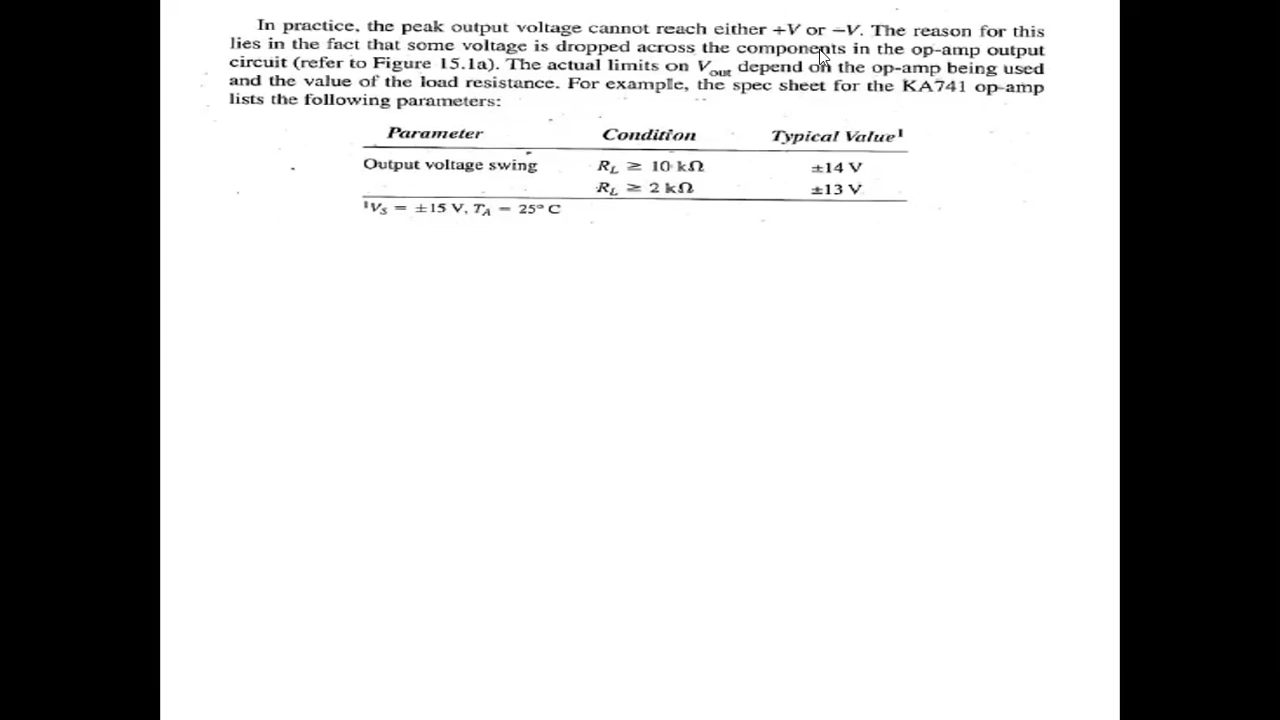 In practice, the peak output voltage cannot reach either +V or −V. The reason for this
lies in the fact that some voltage is dropped across the components in the op-amp output
circuit (refer to Figure 15.1a). The actual limits on Vout depend on the op-amp being used
and the value of the load resistance. For example, the spec sheet for the KA741 op-amp
lists the following parameters:
Parameter Condition Typical Value¹
Output voltage swing RL ≥ 10 kΩ ±14 V
RL ≥ 2 kΩ ±13 V
¹VS = ±15 V, TA = 25° C